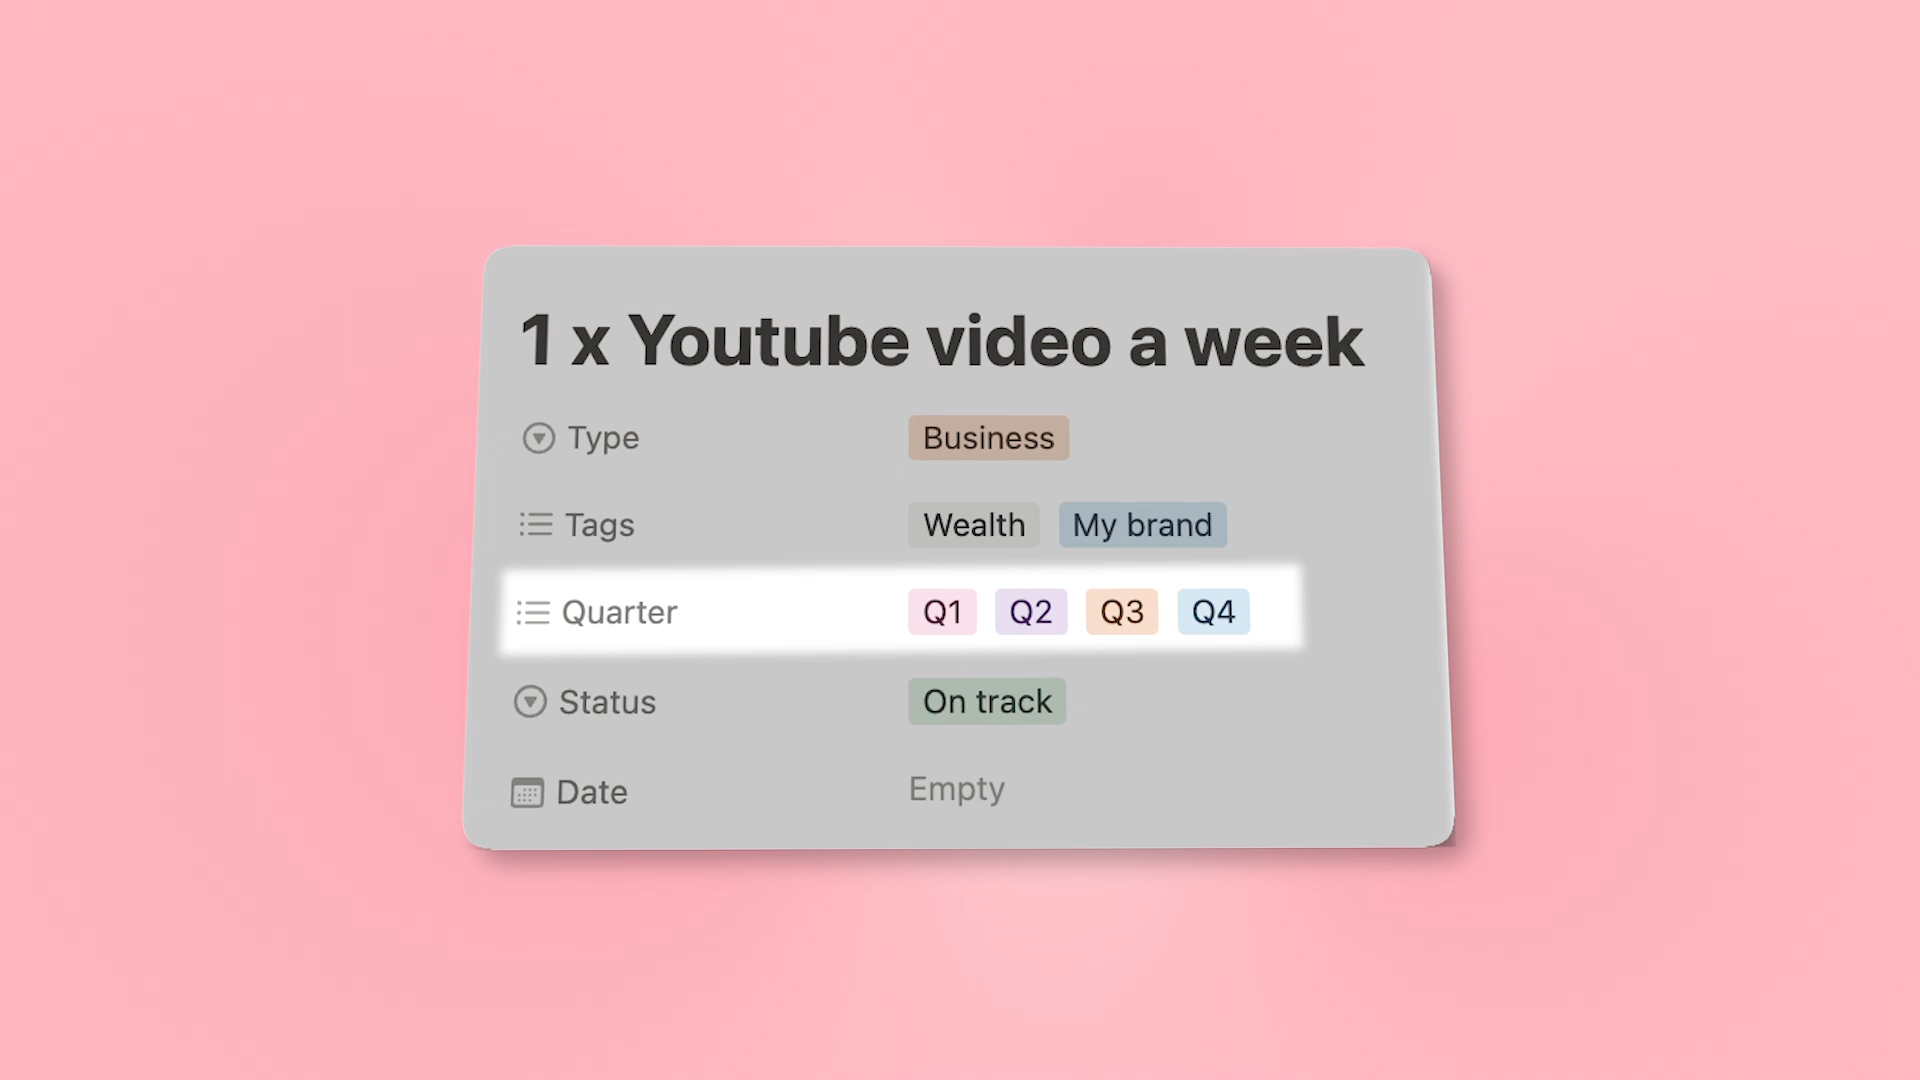 1 x Youtube video a week
Type Business
Tags Wealth My brand
Quarter Q1 Q2 Q3 Q4
Status On track
Date Empty